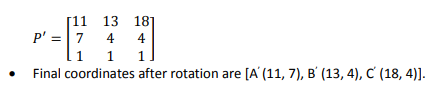 11 13 18
P′ = 7 4 4
1 1 1
• Final coordinates after rotation are [A′(11, 7), B′ (13, 4), C′ (18, 4)].